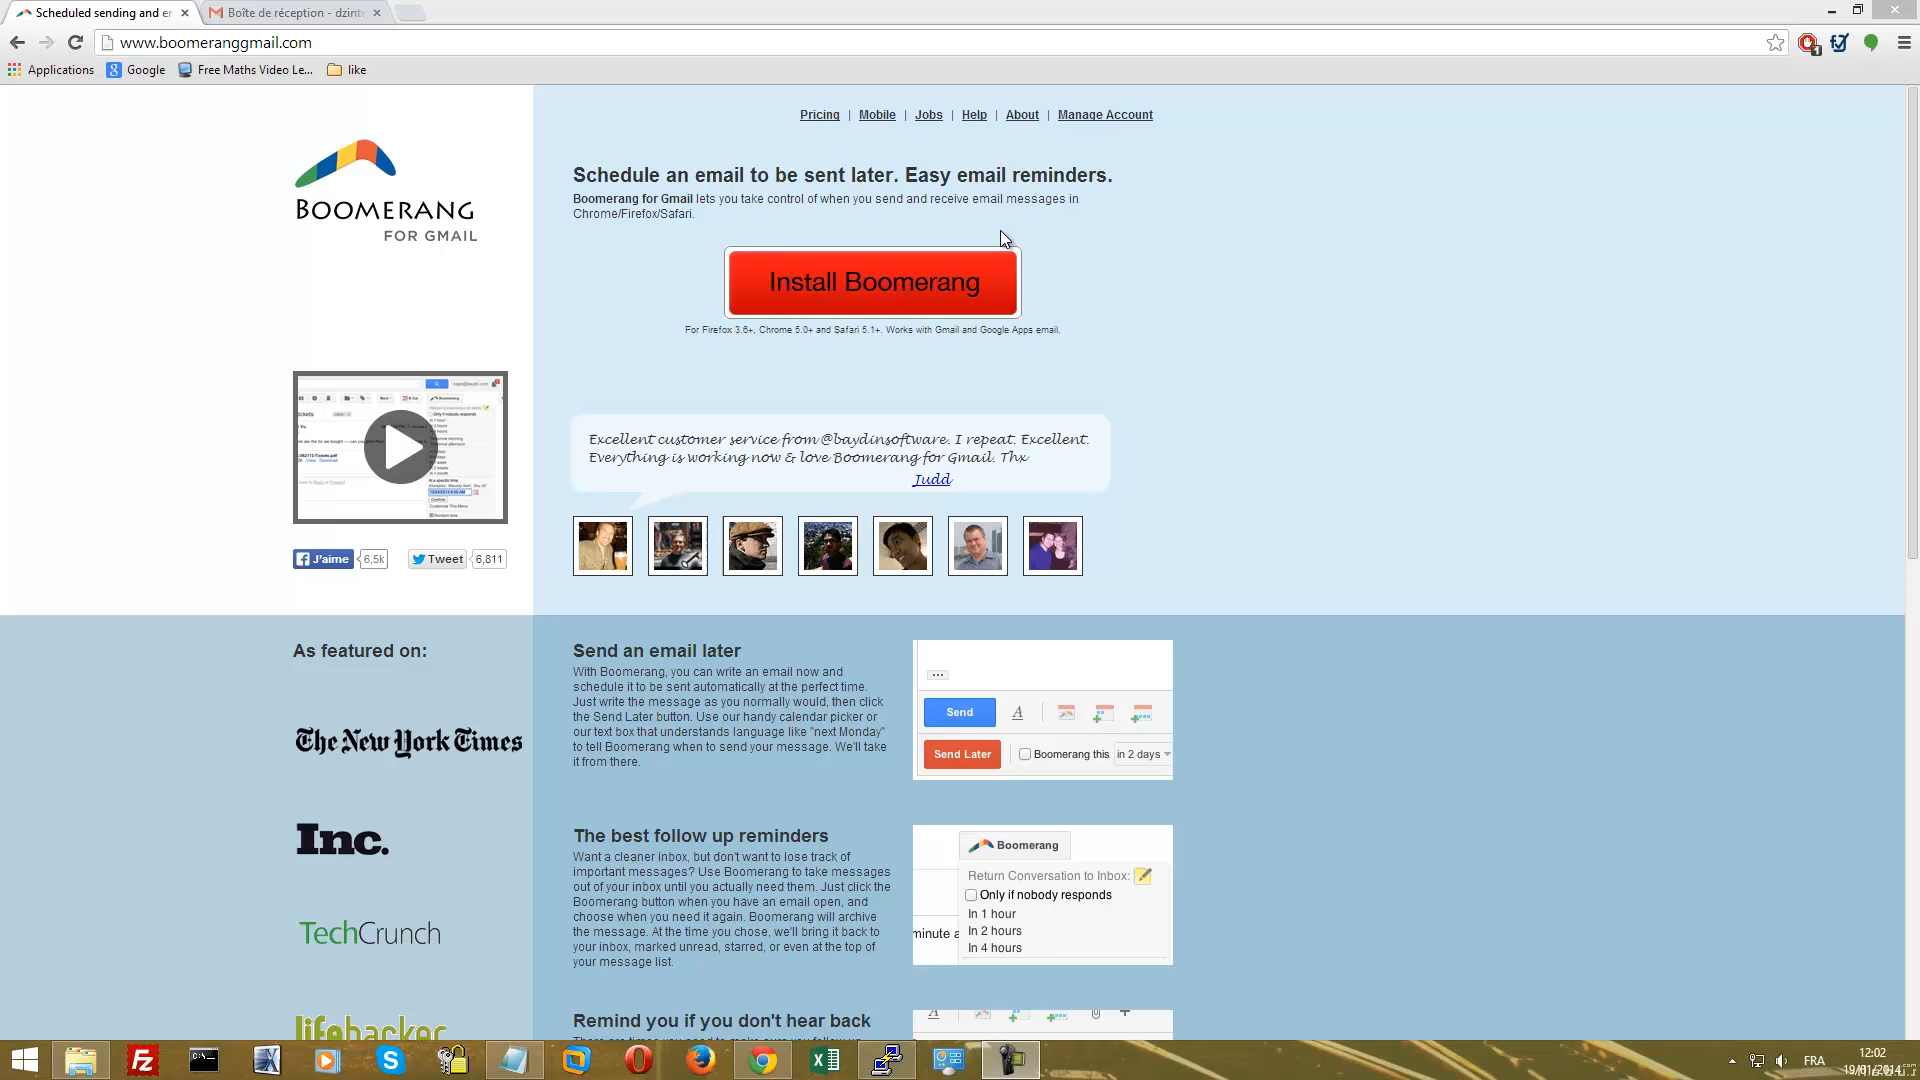 Scheduled sending and er
Boîte de réception - dzint
www.boomeranggmail.com
Applications
Google
Free Maths Video Le...
like
Pricing | Mobile | Jobs | Help | About | Manage Account
BOOMERANG
FOR GMAIL
Schedule an email to be sent later. Easy email reminders.
Boomerang for Gmail lets you take control of when you send and receive email messages in
Chrome/Firefox/Safari.
Install Boomerang
For Firefox 3.6+, Chrome 5.0+ and Safari 5.1+. Works with Gmail and Google Apps email.
Excellent customer service from @baydinsoftware. I repeat. Excellent.
Everything is working now & love Boomerang for Gmail. Thx
Judd
J'aime 6,5k
Tweet 6,811
As featured on:
The New York Times
Inc.
TechCrunch
lifehacker
Send an email later
With Boomerang, you can write an email now and
schedule it to be sent automatically at the perfect time.
Just write the message as you normally would, then click
the Send Later button. Use our handy calendar picker or
our text box that understands language like "next Monday"
to tell Boomerang when to send your message. We'll take
it from there.
Send
Send Later
Boomerang this
in 2 days
The best follow up reminders
Want a cleaner inbox, but don't want to lose track of
important messages? Use Boomerang to take messages
out of your inbox until you actually need them. Just click the
Boomerang button when you have an email open, and
choose when you need it again. Boomerang will archive
the message. At the time you chose, we'll bring it back to
your inbox, marked unread, starred, or even at the top of
your message list.
Boomerang
Return Conversation to Inbox:
Only if nobody responds
In 1 hour
In 2 hours
In 4 hours
minute a
Remind you if you don't hear back
FRA
12:02
19/01/2014